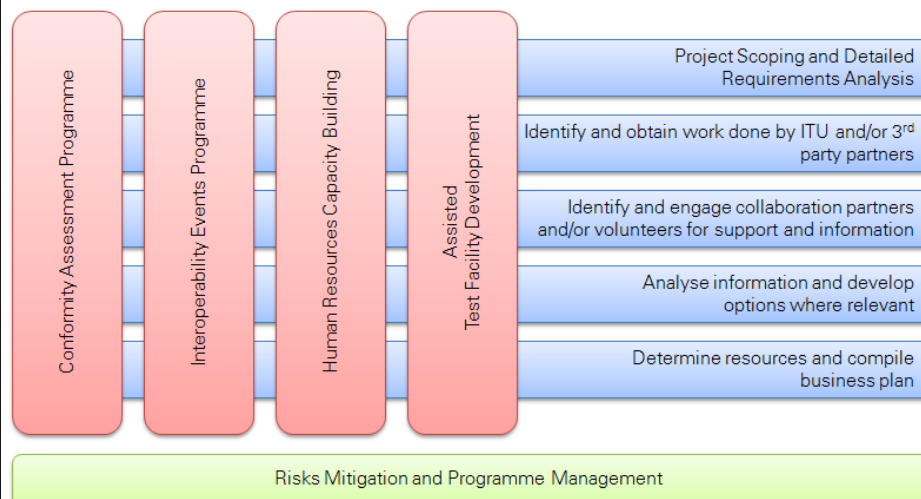 Conformity Assessment Programme
Interoperability Events Programme
Human Resources Capacity Building
Assisted
Test Facility Development
Project Scoping and Detailed
Requirements Analysis
Identify and obtain work done by ITU and/or 3rd
party partners
Identify and engage collaboration partners
and/or volunteers for support and information
Analyse information and develop
options where relevant
Determine resources and compile
business plan
Risks Mitigation and Programme Management